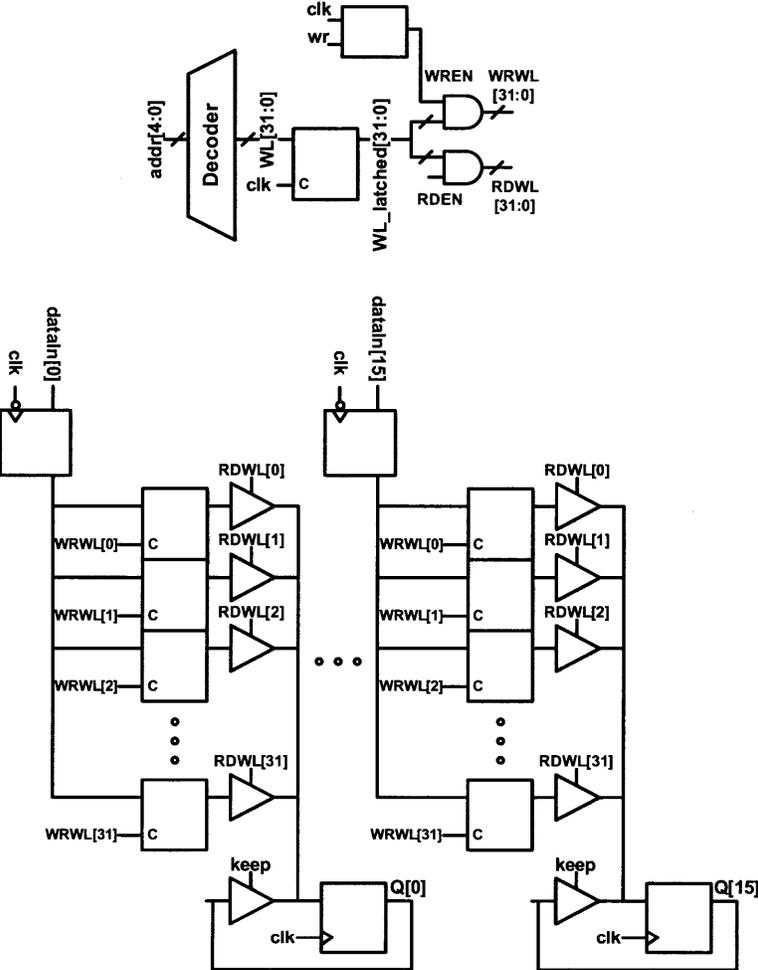 clk
wr
WREN
WRWL
[31:0]
addr[4:0]
Decoder
WL[31:0]
clk
C
WL_latched[31:0]
RDEN
RDWL
[31:0]
clk
dataIn[0]
clk
dataIn[15]
RDWL[0]
WRWL[0]
C
RDWL[1]
WRWL[1]
C
RDWL[2]
WRWL[2]
C
RDWL[31]
WRWL[31]
C
keep
Q[0]
clk
RDWL[0]
WRWL[0]
C
RDWL[1]
WRWL[1]
C
RDWL[2]
WRWL[2]
C
RDWL[31]
WRWL[31]
C
keep
Q[15]
clk